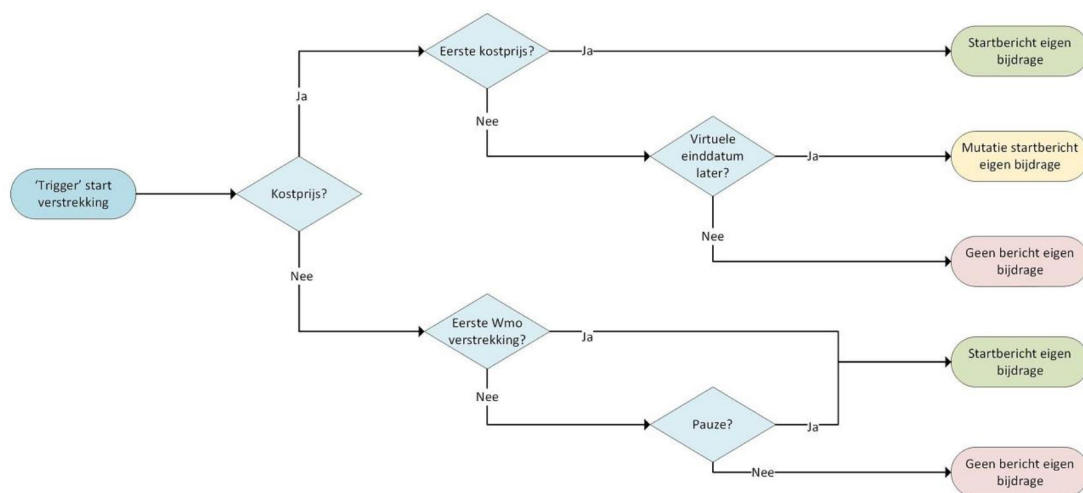 Eerste kostprijs?
Ja
Startbericht eigen
bijdrage
Ja
Nee
Virtuele
einddatum
later?
Ja
Mutatie startbericht
eigen bijdrage
‘Trigger’ start
verstrekking
Kostprijs?
Nee
Geen bericht eigen
bijdrage
Nee
Eerste Wmo
verstrekking?
Ja
Startbericht eigen
bijdrage
Nee
Pauze?
Ja
Nee
Geen bericht eigen
bijdrage